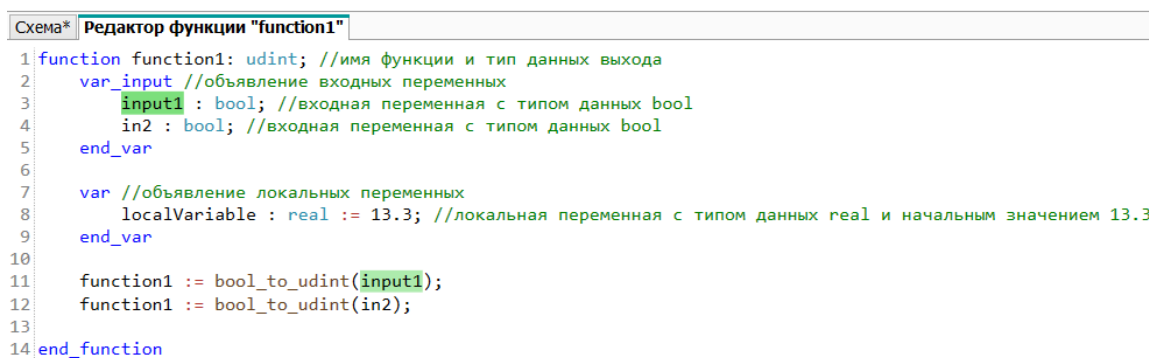 Схема* Редактор функции "function1"
1 function function1: udint; //имя функции и тип данных выхода
2 var_input //объявление входных переменных
3 input1 : bool; //входная переменная с типом данных bool
4 in2 : bool; //входная переменная с типом данных bool
5 end_var
6
7 var //объявление локальных переменных
8 localVariable : real := 13.3; //локальная переменная с типом данных real и начальным значением 13.3
9 end_var
10
11 function1 := bool_to_udint(input1);
12 function1 := bool_to_udint(in2);
13
14 end_function